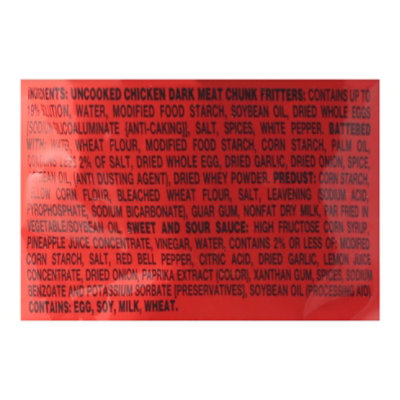 INGREDIENTS: UNCOOKED CHICKEN DARK MEAT CHUNK FRITTERS: CONTAINS UP TO
19% SOLUTION, WATER, MODIFIED FOOD STARCH, SOYBEAN OIL, DRIED WHOLE EGGS
[SODIUM SILICOALUMINATE {ANTI-CAKING}], SALT, SPICES, WHITE PEPPER. BATTERED
WITH: WATER, WHEAT FLOUR, MODIFIED FOOD STARCH, CORN STARCH, PALM OIL
CONTAINS LESS 2% OF SALT, DRIED WHOLE EGG, DRIED GARLIC, DRIED ONION, SPICE,
SOYBEAN OIL (ANTI DUSTING AGENT), DRIED WHEY POWDER. PREDUST: CORN STARCH,
YELLOW CORN FLOUR, BLEACHED WHEAT FLOUR, SALT, LEAVENING (SODIUM ACID,
PYROPHOSPHATE, SODIUM BICARBONATE), GUAR GUM, NONFAT DRY MILK, PAR FRIED IN
VEGETABLE/SOYBEAN OIL. SWEET AND SOUR SAUCE: HIGH FRUCTOSE CORN SYRUP,
PINEAPPLE JUICE CONCENTRATE, VINEGAR, WATER, CONTAINS 2% OR LESS OF: MODIFIED
CORN STARCH, SALT, RED BELL PEPPER, CITRIC ACID, DRIED GARLIC, LEMON JUICE
CONCENTRATE, DRIED ONION, PAPRIKA EXTRACT (COLOR), XANTHAN GUM, SPICES, SODIUM
BENZOATE AND POTASSIUM SORBATE [PRESERVATIVES], SOYBEAN OIL (PROCESSING AID)
CONTAINS: EGG, SOY, MILK, WHEAT.